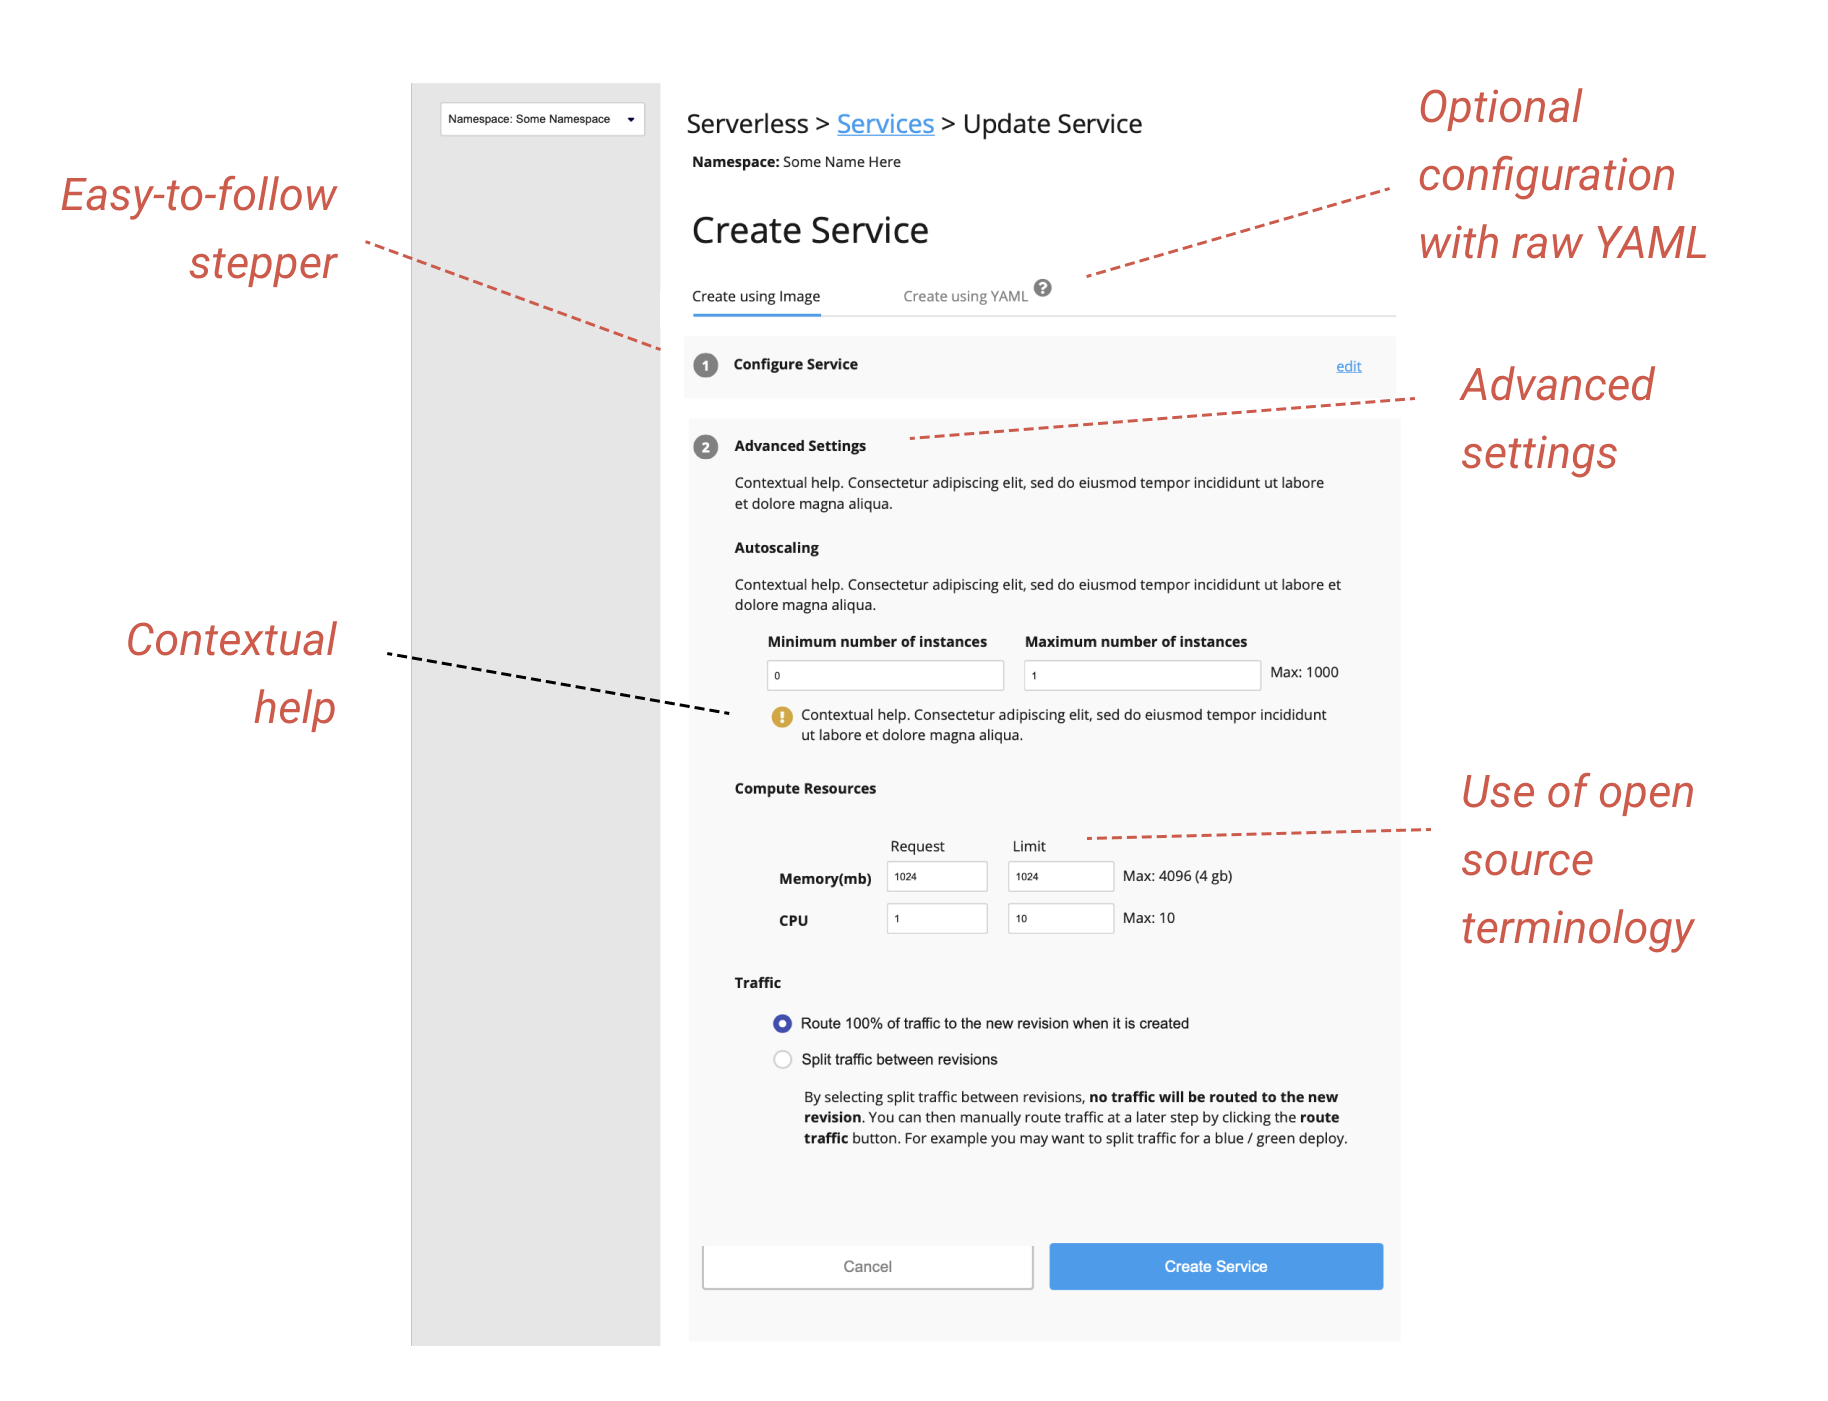 Namespace: Some Namespace
Serverless > Services > Update Service
Namespace: Some Name Here
Create Service
Create using Image
Create using YAML
?
1
Configure Service
edit
2
Advanced Settings
Contextual help. Consectetur adipiscing elit, sed do eiusmod tempor incididunt ut labore
et dolore magna aliqua.
Autoscaling
Contextual help. Consectetur adipiscing elit, sed do eiusmod tempor incididunt ut labore et
dolore magna aliqua.
Minimum number of instances
Maximum number of instances
0
1
Max: 1000
!
Contextual help. Consectetur adipiscing elit, sed do eiusmod tempor incididunt
ut labore et dolore magna aliqua.
Compute Resources
Request
Limit
Memory(mb)
1024
1024
Max: 4096 (4 gb)
CPU
1
10
Max: 10
Traffic
Route 100% of traffic to the new revision when it is created
Split traffic between revisions
By selecting split traffic between revisions, no traffic will be routed to the new
revision. You can then manually route traffic at a later step by clicking the route
traffic button. For example you may want to split traffic for a blue / green deploy.
Cancel
Create Service
Easy-to-follow
stepper
Contextual
help
Optional
configuration
with raw YAML
Advanced
settings
Use of open
source
terminology